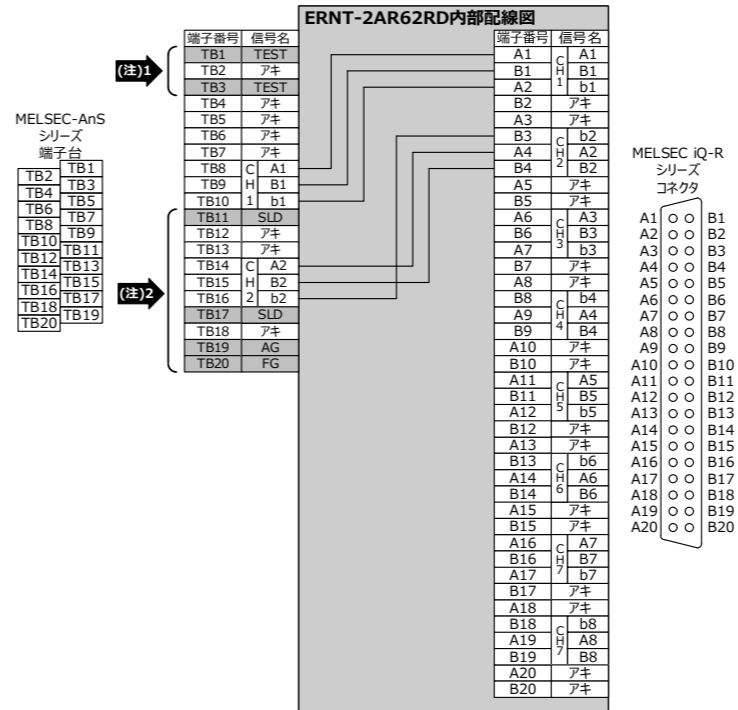 ERNT-2AR62RD内部配線図
端子番号 信号名
TB1 TEST
TB2 アキ
TB3 TEST
TB4 アキ
TB5 アキ
TB6 アキ
TB7 アキ
TB8 A1
TB9 B1
TB10 b1
CH1
TB11 SLD
TB12 アキ
TB13 アキ
TB14 A2
TB15 B2
TB16 b2
CH2
TB17 SLD
TB18 アキ
TB19 AG
TB20 FG
(注)1
(注)2
MELSEC-AnS
シリーズ
端子台
TB1
TB2
TB3
TB4
TB5
TB6
TB7
TB8
TB9
TB10
TB11
TB12
TB13
TB14
TB15
TB16
TB17
TB18
TB19
TB20
端子番号 信号名
A1 A1
B1 B1
A2 b1
CH1
B2 アキ
A3 アキ
B3 b2
A4 A2
B4 B2
CH2
A5 アキ
B5 アキ
A6 A3
B6 B3
A7 b3
CH3
B7 アキ
A8 アキ
B8 b4
A9 A4
B9 B4
CH4
A10 アキ
B10 アキ
A11 A5
B11 B5
A12 b5
CH5
B12 アキ
A13 アキ
B13 b6
A14 A6
B14 B6
CH6
A15 アキ
B15 アキ
A16 A7
B16 B7
A17 b7
CH7
B17 アキ
A18 アキ
B18 b8
A19 A8
B19 B8
CH7
A20 アキ
B20 アキ
MELSEC iQ-R
シリーズ
コネクタ
A1 B1
A2 B2
A3 B3
A4 B4
A5 B5
A6 B6
A7 B7
A8 B8
A9 B9
A10 B10
A11 B11
A12 B12
A13 B13
A14 B14
A15 B15
A16 B16
A17 B17
A18 B18
A19 B19
A20 B20